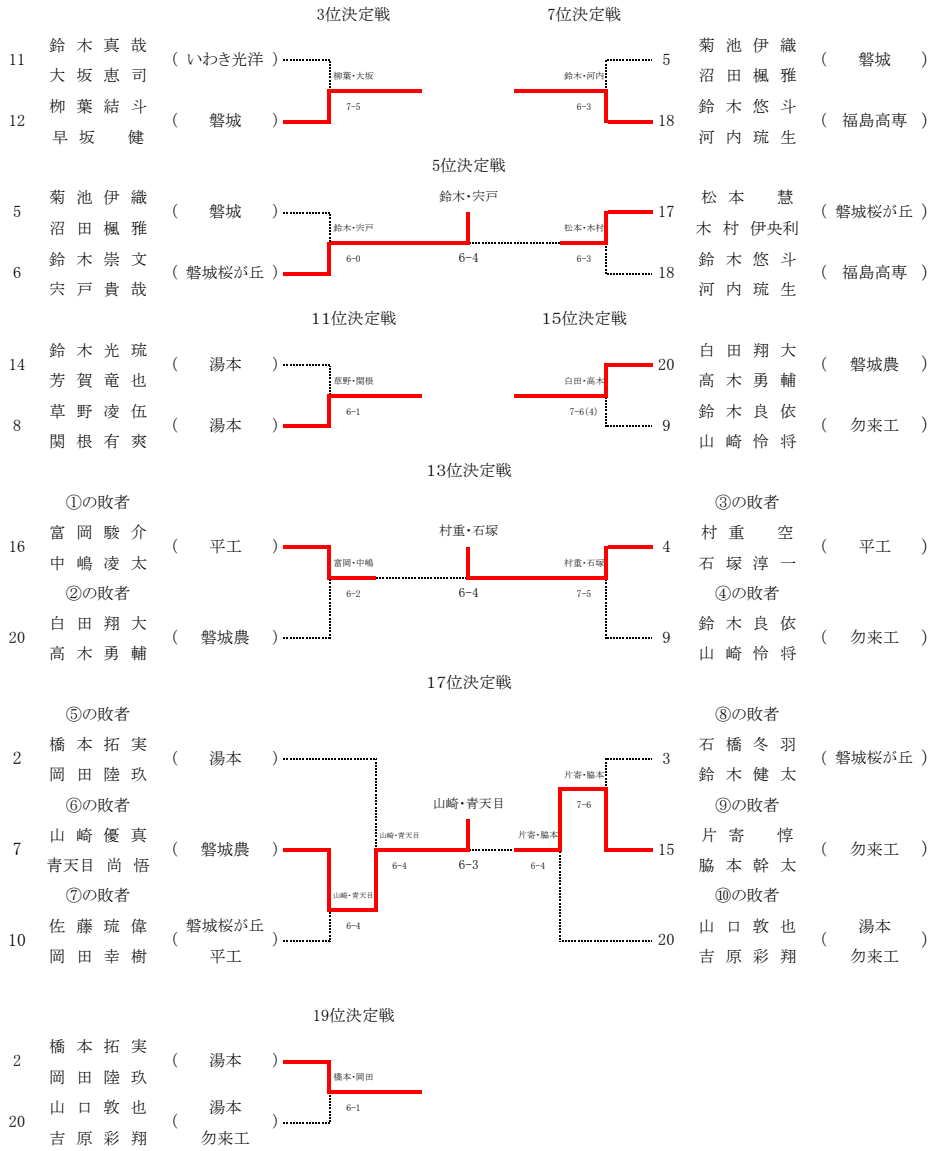 3位決定戦 7位決定戦
11 鈴木真哉 大坂恵司 ( いわき光洋 ) 柳葉・大坂 7-5
12 栁葉結斗 早坂 健 ( 磐城 )
鈴木・河内 6-3 5 菊池伊織 沼田楓雅 ( 磐城 )
18 鈴木悠斗 河内琉生 ( 福島高専 )
5位決定戦
鈴木・宍戸
5 菊池伊織 沼田楓雅 ( 磐城 ) 鈴木・宍戸 6-0
6 鈴木崇文 宍戸貴哉 ( 磐城桜が丘 )
6-4
松本・木村 6-3 17 松本 慧 木村 伊央利 ( 磐城桜が丘 )
18 鈴木悠斗 河内琉生 ( 福島高専 )
11位決定戦 15位決定戦
14 鈴木光琉 芳賀竜也 ( 湯本 ) 草野・関根 6-1
8 草野凌伍 関根有爽 ( 湯本 )
白田・高木 7-6(4) 20 白田翔大 高木勇輔 ( 磐城農 )
9 鈴木良依 山崎怜将 ( 勿来工 )
13位決定戦
①の敗者 ③の敗者
村重・石塚
16 富岡駿介 中嶋凌太 ( 平工 ) 富岡・中嶋 6-2
②の敗者
20 白田翔大 高木勇輔 ( 磐城農 )
6-4
村重・石塚 7-5 4 村重 空 石塚淳一 ( 平工 )
④の敗者
9 鈴木良依 山崎怜将 ( 勿来工 )
17位決定戦
⑤の敗者 ⑧の敗者
2 橋本拓実 岡田陸玖 ( 湯本 )
⑥の敗者
7 山崎優真 青天目 尚悟 ( 磐城農 )
山崎・青天目 6-4
⑦の敗者
10 佐藤琉偉 岡田幸樹 ( 磐城桜が丘 平工 )
山崎・青天目 6-4
山崎・青天目
6-3
片寄・脇本 6-4
片寄・脇本 7-6
3 石橋冬羽 鈴木健太 ( 磐城桜が丘 )
⑨の敗者
15 片寄 惇 脇本幹太 ( 勿来工 )
⑩の敗者
20 山口敦也 吉原彩翔 ( 湯本 勿来工 )
19位決定戦
2 橋本拓実 岡田陸玖 ( 湯本 ) 橋本・岡田 6-1
20 山口敦也 吉原彩翔 ( 湯本 勿来工 )